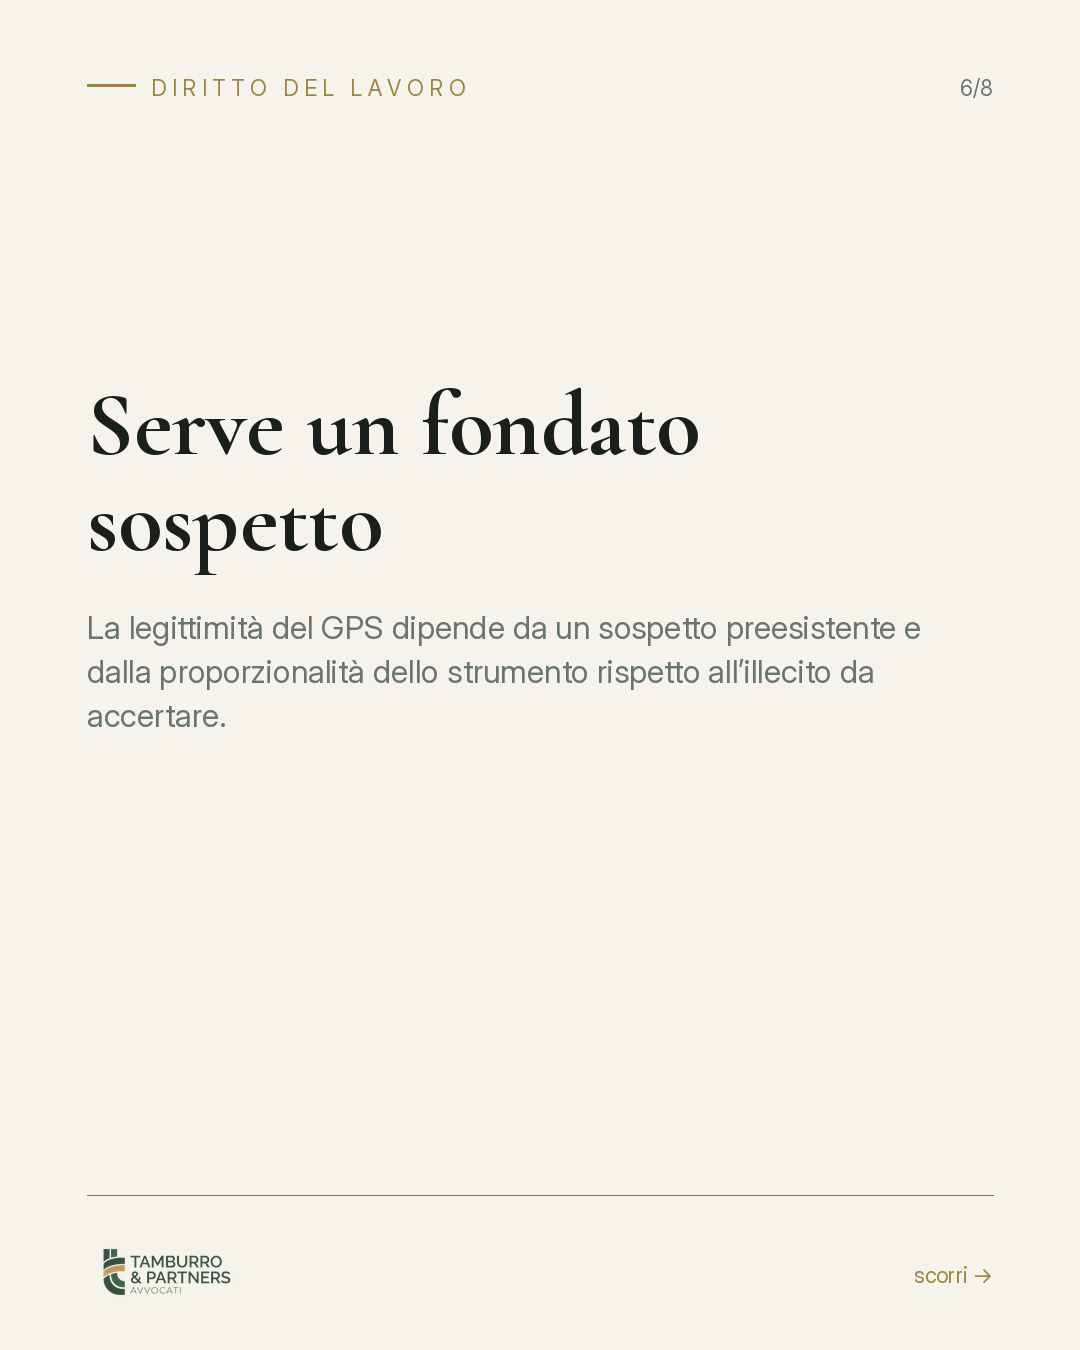 DIRITTO DEL LAVORO
6/8
Serve un fondato
sospetto
La legittimità del GPS dipende da un sospetto preesistente e
dalla proporzionalità dello strumento rispetto all’illecito da
accertare.
TAMBURRO
& PARTNERS
AVVOCATI
scorri →